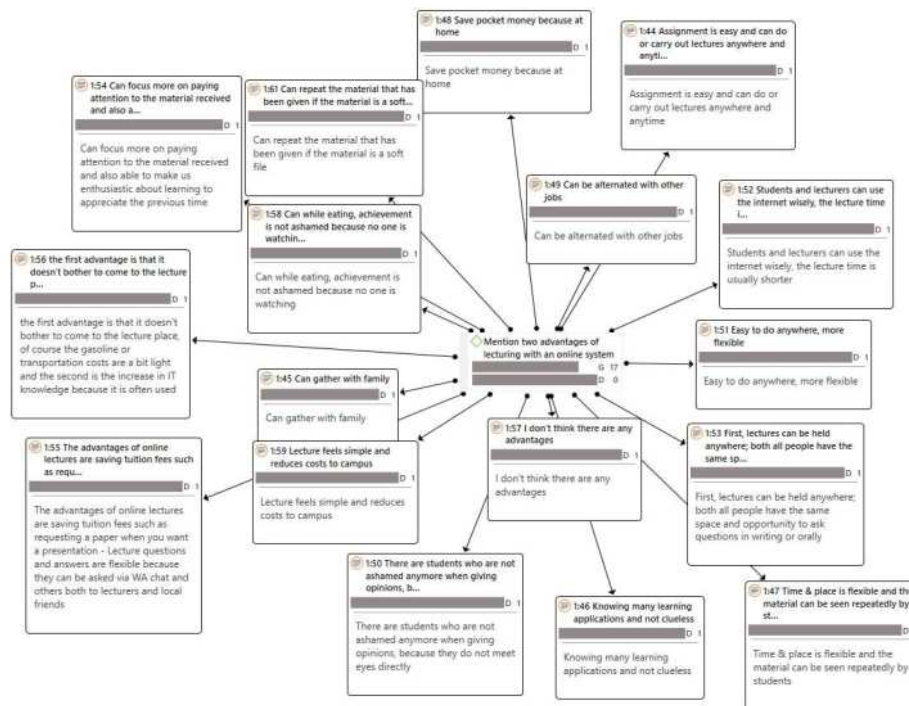 1:48 Save pocket money because at
home
D 1
Save pocket money because at
home
1:44 Assignment is easy and can do
or carry out lectures anywhere and
anyti...
D 1
Assignment is easy and can do or
carry out lectures anywhere and
anytime
1:54 Can focus more on paying
attention to the material received
and also a...
D 1
Can focus more on paying
attention to the material
received and also able to make us
enthusiastic about learning to
appreciate the previous time
1:61 Can repeat the material that has
been given if the material is a soft...
D 1
Can repeat the material that has
been given if the material is a soft
file
1:49 Can be alternated with other
jobs
D 1
Can be alternated with other jobs
1:52 Students and lecturers can use
the internet wisely, the lecture time
i...
D 1
Students and lecturers can use the
internet wisely, the lecture time is
usually shorter
1:58 Can while eating, achievement
is not ashamed because no one is
watchin...
D 1
Can while eating, achievement is
not ashamed because no one is
watching
1:56 the first advantage is that it
doesn't bother to come to the lecture
p...
D 1
the first advantage is that it doesn't
bother to come to the lecture place,
of course the gasoline or
transportation costs are a bit light
and the second is the increase in IT
knowledge because it is often used
Mention two advantages of
lecturing with an online system
G 17
D 0
1:51 Easy to do anywhere, more
flexible
D 1
Easy to do anywhere, more flexible
1:45 Can gather with family
D 1
Can gather with family
1:57 I don't think there are any
advantages
D 1
I don't think there are any
advantages
1:53 First, lectures can be held
anywhere; both all people have the
same sp...
D 1
First, lectures can be held anywhere;
both all people have the same
space and opportunity to ask
questions in writing or orally
1:55 The advantages of online
lectures are saving tuition fees such
as requ...
D 1
The advantages of online lectures
are saving tuition fees such as
requesting a paper when you want
a presentation - Lecture questions
and answers are flexible because
they can be asked via WA chat and
others both to lecturers and local
friends
1:59 Lecture feels simple and
reduces costs to campus
D 1
Lecture feels simple and reduces
costs to campus
1:50 There are students who are not
ashamed anymore when giving
opinions, b...
D 1
There are students who are not
ashamed anymore when giving
opinions, because they do not meet
eyes directly
1:46 Knowing many learning
applications and not clueless
D 1
Knowing many learning
applications and not clueless
1:47 Time & place is flexible and the
material can be seen repeatedly by
st...
D
Time & place is flexible and the
material can be seen repeatedly by
students